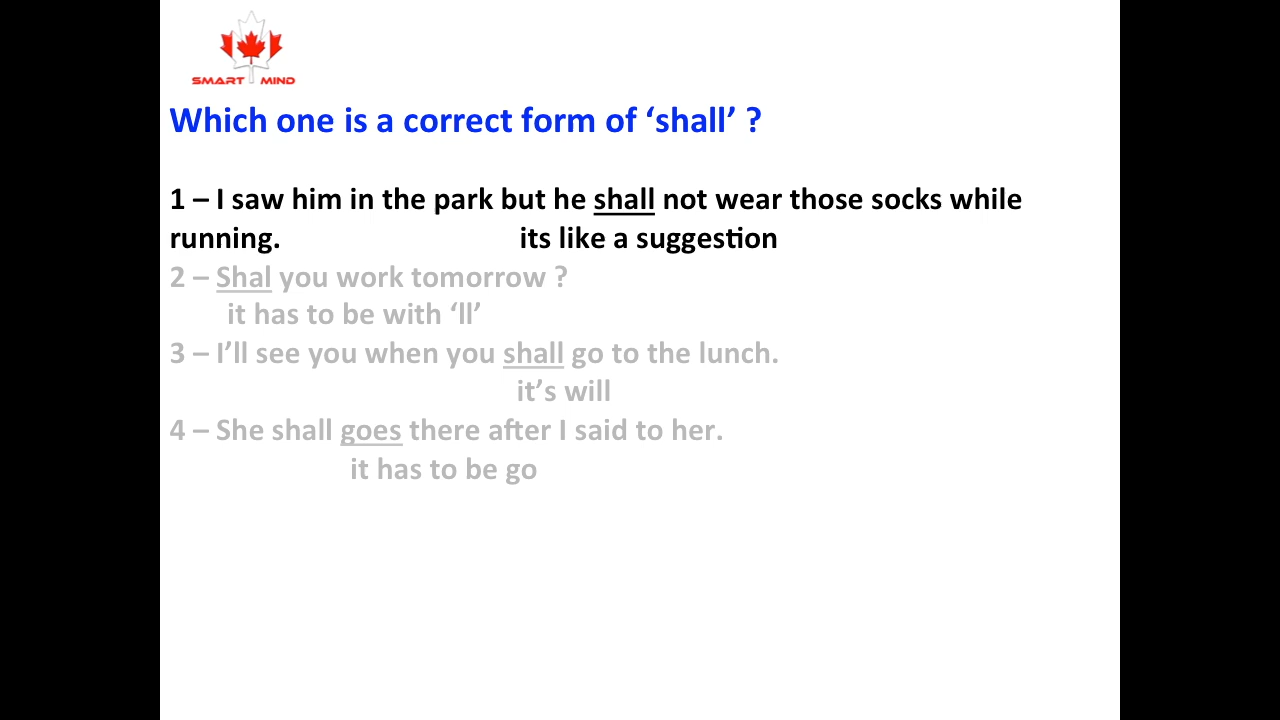 SMART MIND
Which one is a correct form of ‘shall’ ?
1 – I saw him in the park but he shall not wear those socks while
running. its like a suggestion
2 – Shal you work tomorrow ?
it has to be with ‘ll’
3 – I’ll see you when you shall go to the lunch.
it’s will
4 – She shall goes there after I said to her.
it has to be go